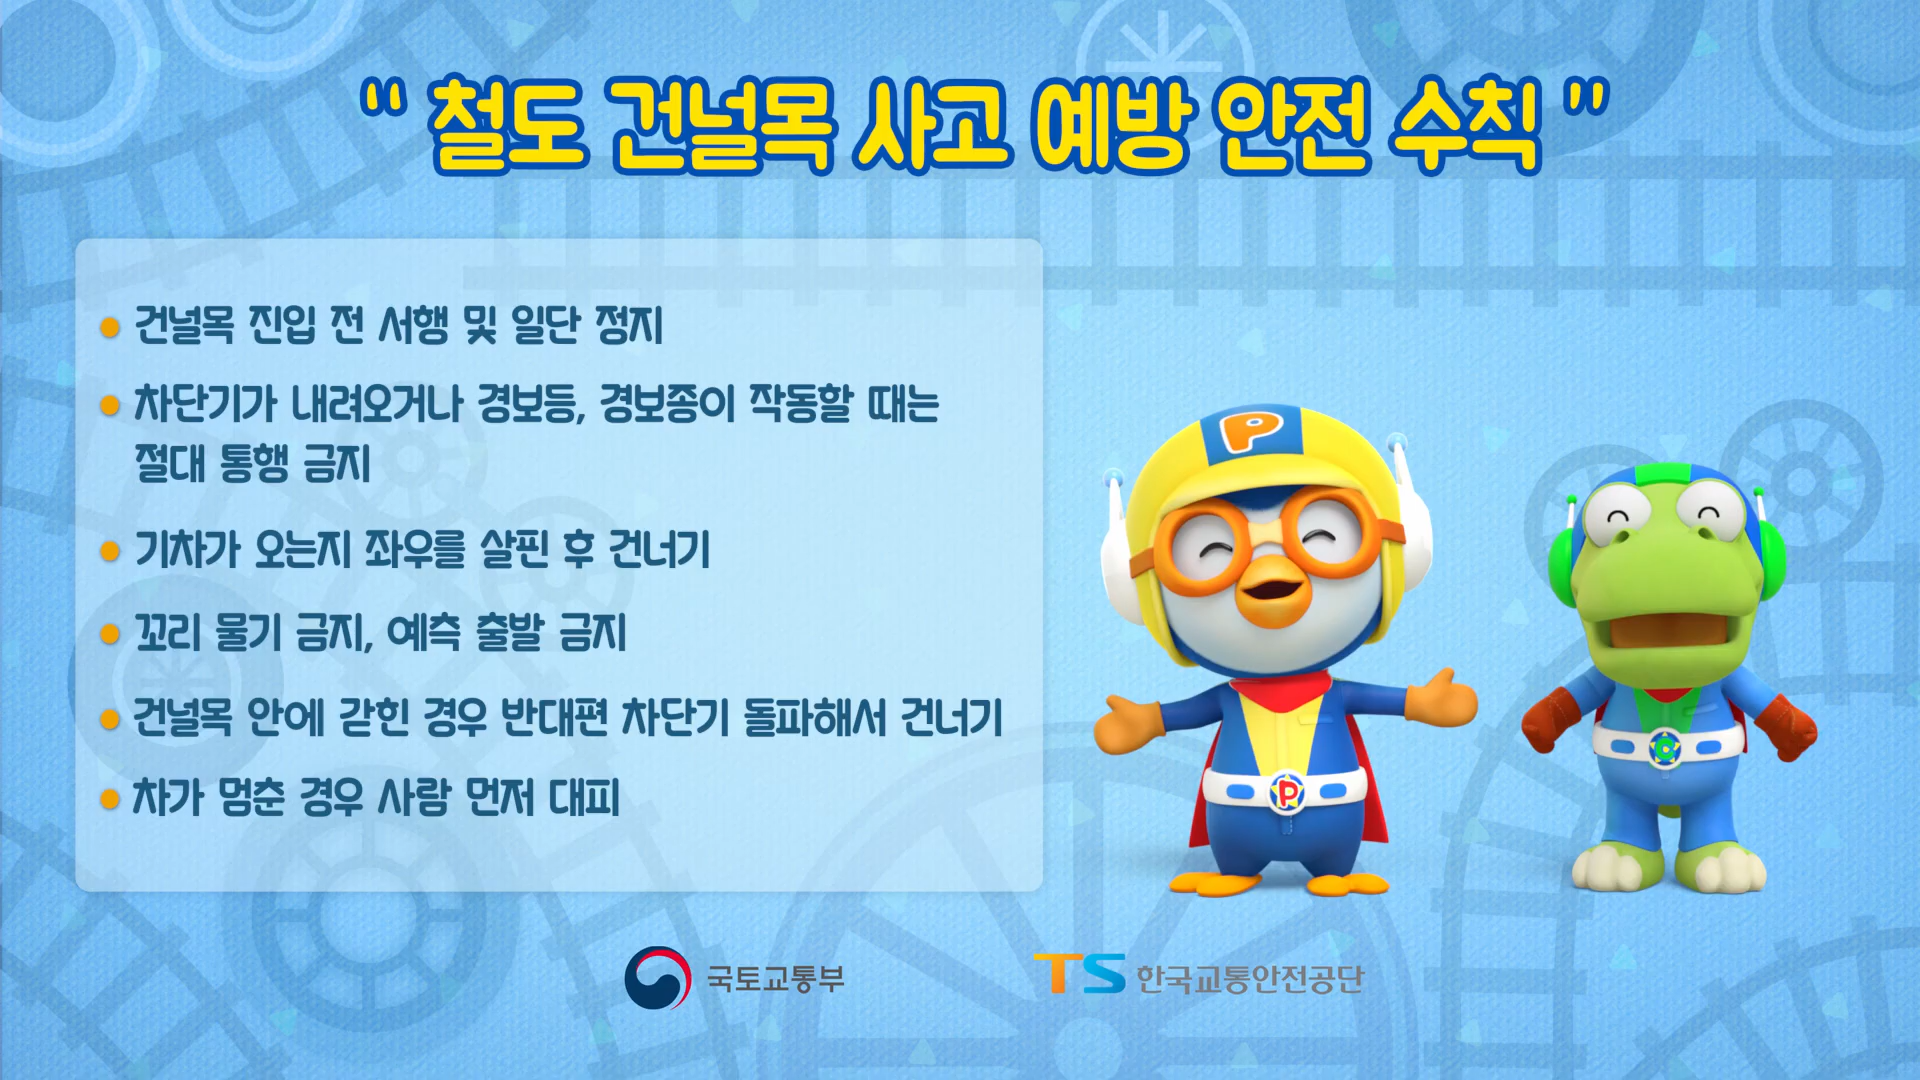 " 철도 건널목 사고 예방 안전 수칙 "
건널목 진입 전 서행 및 일단 정지
차단기가 내려오거나 경보등, 경보종이 작동할 때는
절대 통행 금지
기차가 오는지 좌우를 살핀 후 건너기
꼬리 물기 금지, 예측 출발 금지
건널목 안에 갇힌 경우 반대편 차단기 돌파해서 건너기
차가 멈춘 경우 사람 먼저 대피
P
P
C
국토교통부
TS 한국교통안전공단